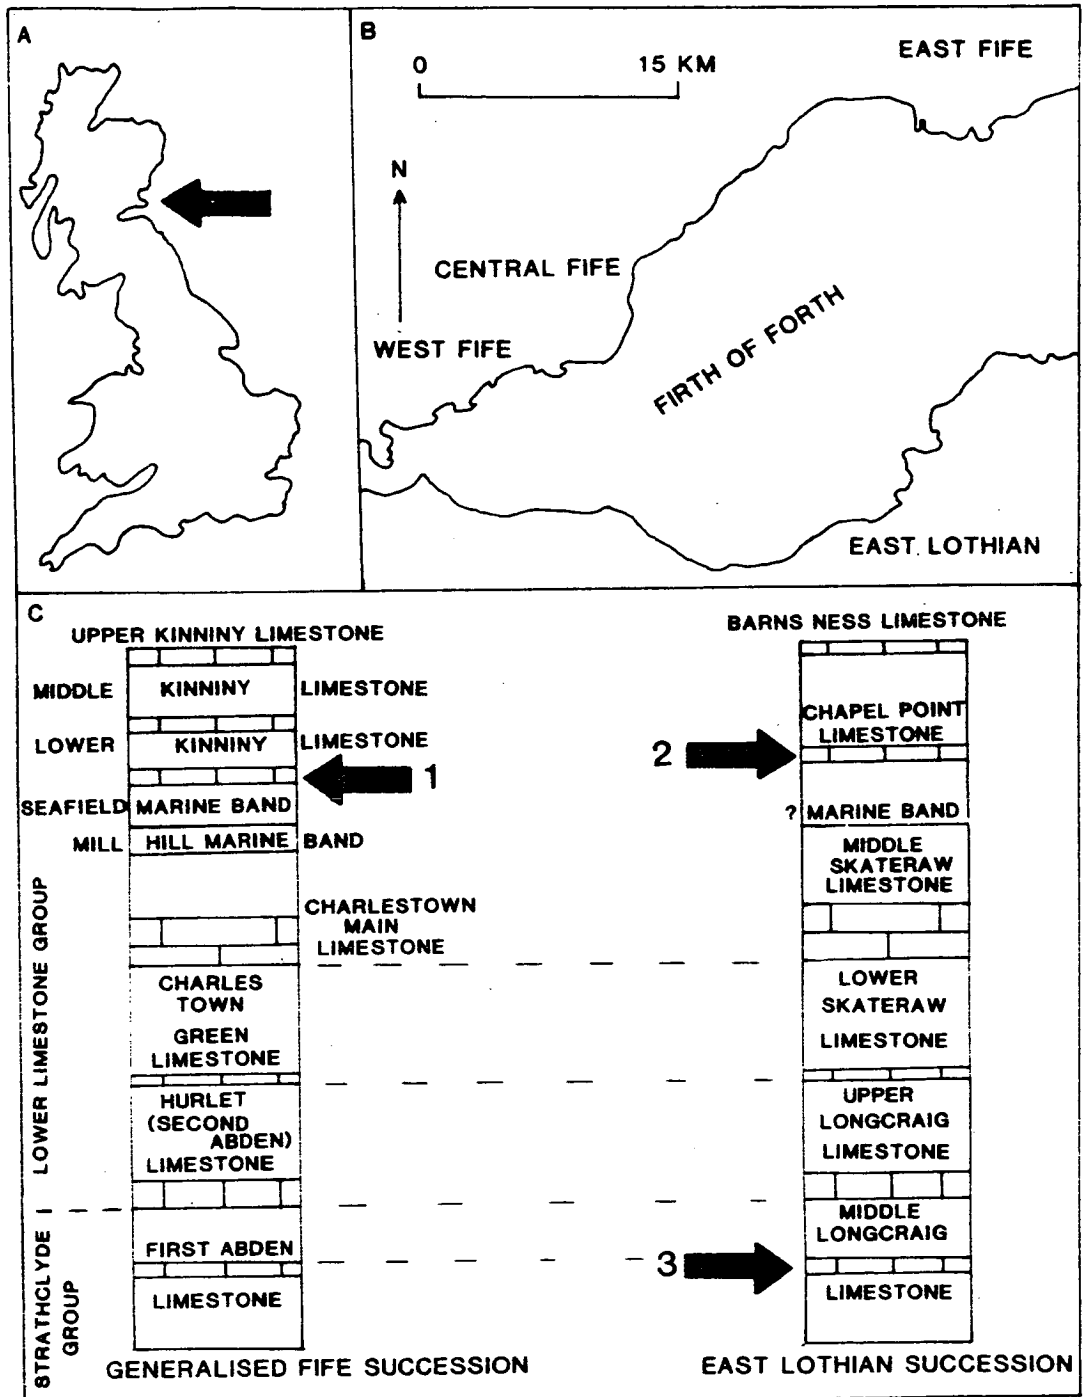 A
B
EAST FIFE
0 15 KM
N
CENTRAL FIFE
WEST FIFE
FIRTH OF FORTH
EAST. LOTHIAN
C
UPPER KINNINY LIMESTONE
MIDDLE KINNINY LIMESTONE
LOWER KINNINY LIMESTONE
1
SEAFIELD MARINE BAND
MILL HILL MARINE BAND
CHARLESTOWN
MAIN
LIMESTONE
CHARLES
TOWN
GREEN
LIMESTONE
HURLET
(SECOND
ABDEN)
LIMESTONE
FIRST ABDEN
LIMESTONE
LOWER LIMESTONE GROUP
STRATHCLYDE
GROUP
GENERALISED FIFE SUCCESSION
BARNS NESS LIMESTONE
CHAPEL POINT
LIMESTONE
2
? MARINE BAND
MIDDLE
SKATERAW
LIMESTONE
LOWER
SKATERAW
LIMESTONE
UPPER
LONGCRAIG
LIMESTONE
MIDDLE
LONGCRAIG
3
LIMESTONE
EAST LOTHIAN SUCCESSION